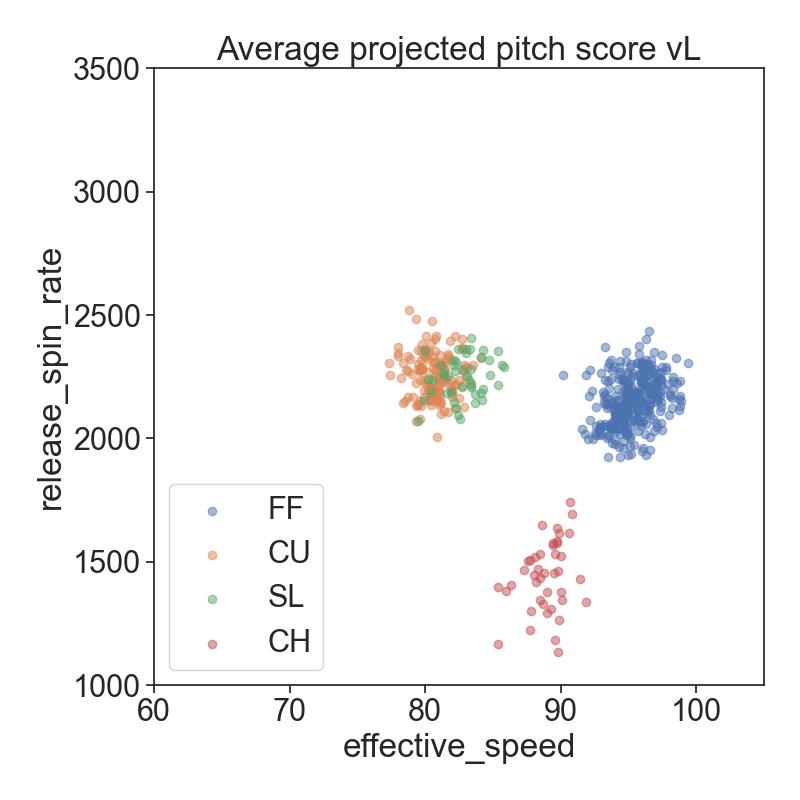 Average projected pitch score vL
3500
3000
2500
2000
1500
1000
release_spin_rate
FF
CU
SL
CH
60
70
80
90
100
effective_speed